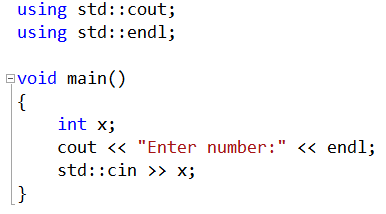 using std::cout;
using std::endl;
void main()
{
int x;
cout << "Enter number:" << endl;
std::cin >> x;
}